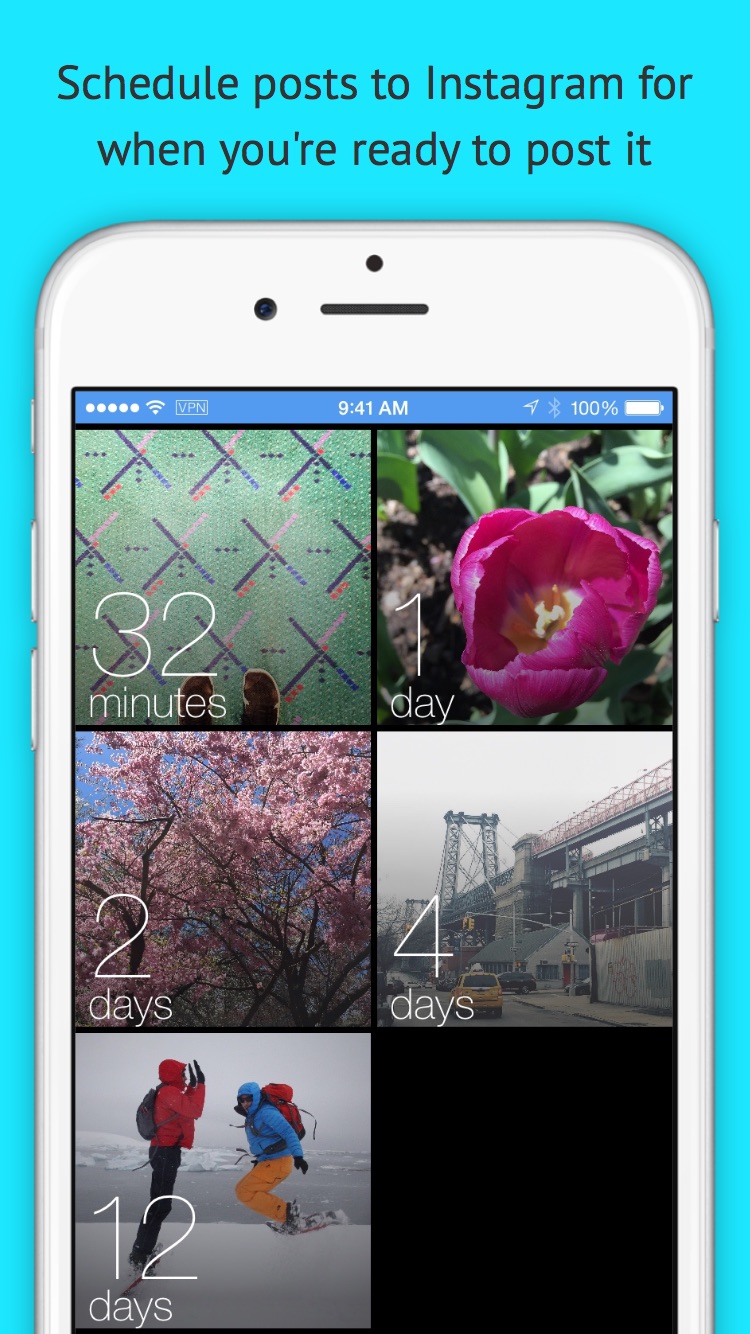 Schedule posts to Instagram for
when you're ready to post it
VPN
9:41 AM
100%
32
minutes
1
day
2
days
4
days
12
days